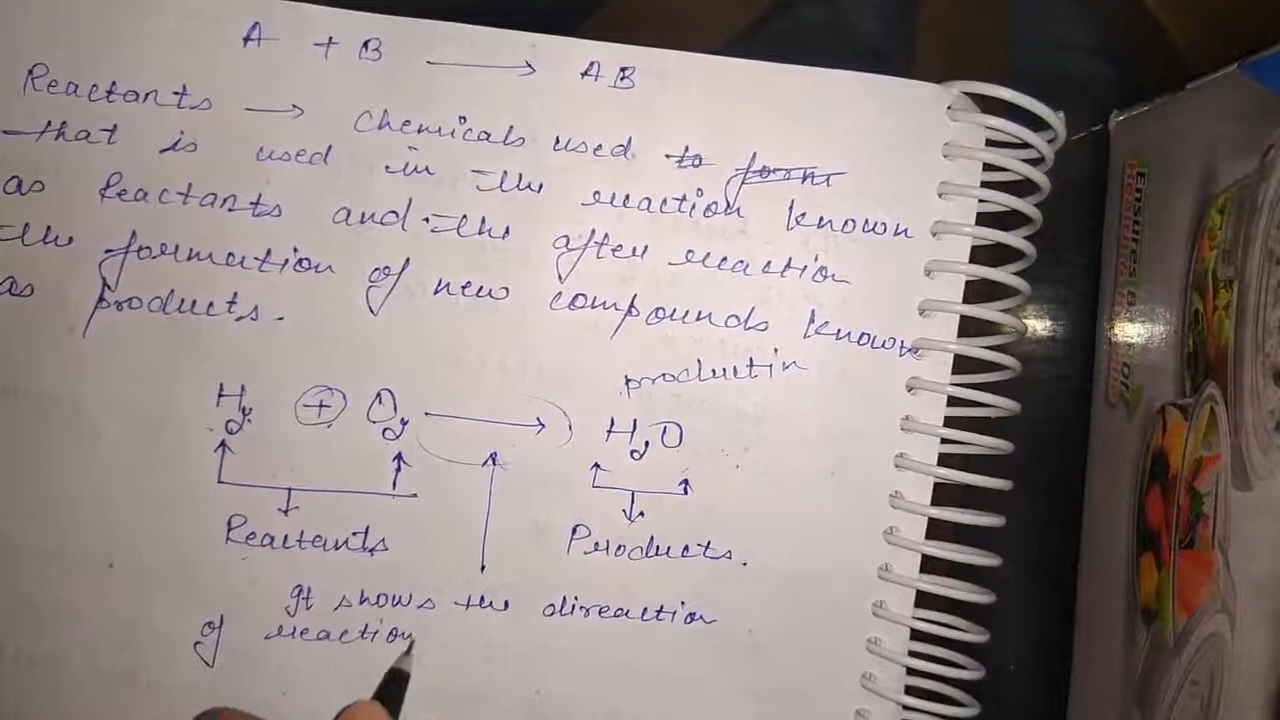 A + B → AB
Reactants → chemicals used to form
that is used in the reaction known
as Reactants and the after reaction
the formation of new compounds known
as products.
productin
H2 + O2 → H2O
Reactants
Products.
It shows the direaction
of reaction
Ensures